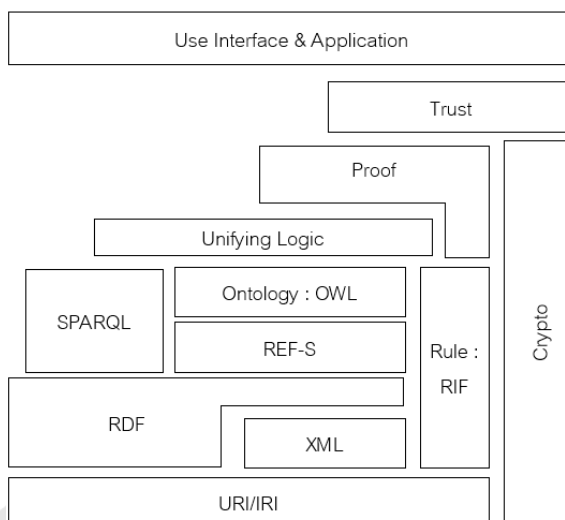 Use Interface & Application
Trust
Proof
Unifying Logic
Ontology : OWL
SPARQL
REF-S
Rule :
RIF
Crypto
RDF
XML
URI/IRI